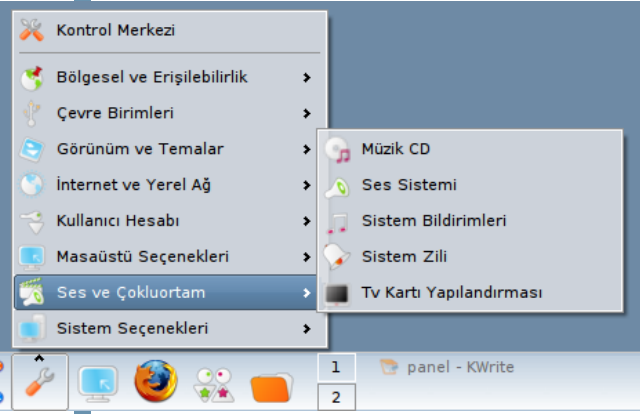 Kontrol Merkezi
Bölgesel ve Erişilebilirlik
Çevre Birimleri
Görünüm ve Temalar
İnternet ve Yerel Ağ
Kullanıcı Hesabı
Masaüstü Seçenekleri
Ses ve Çokluortam
Sistem Seçenekleri
Müzik CD
Ses Sistemi
Sistem Bildirimleri
Sistem Zili
Tv Kartı Yapılandırması
1
2
panel - KWrite